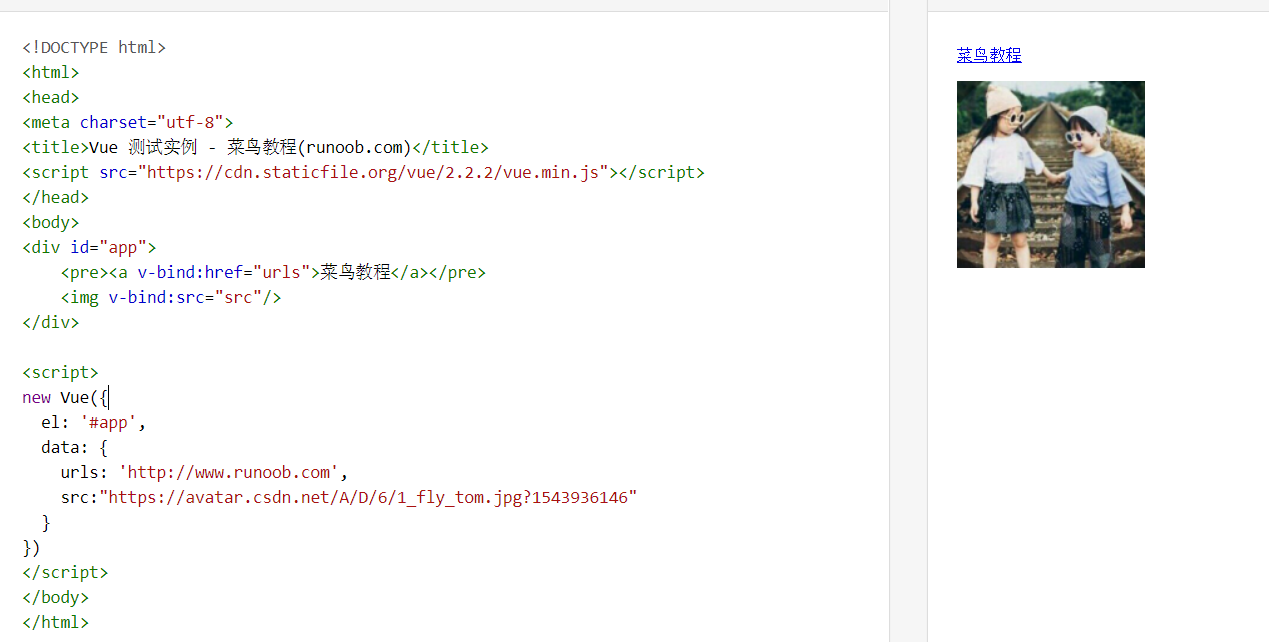 <!DOCTYPE html>
<html>
<head>
<meta charset="utf-8">
<title>Vue 测试实例 - 菜鸟教程(runoob.com)</title>
<script src="https://cdn.staticfile.org/vue/2.2.2/vue.min.js"></script>
</head>
<body>
<div id="app">
    <pre><a v-bind:href="urls">菜鸟教程</a></pre>
    <img v-bind:src="src"/>
</div>

<script>
new Vue({
  el: '#app',
  data: {
    urls: 'http://www.runoob.com',
    src:"https://avatar.csdn.net/A/D/6/1_fly_tom.jpg?1543936146"
  }
})
</script>
</body>
</html>
菜鸟教程